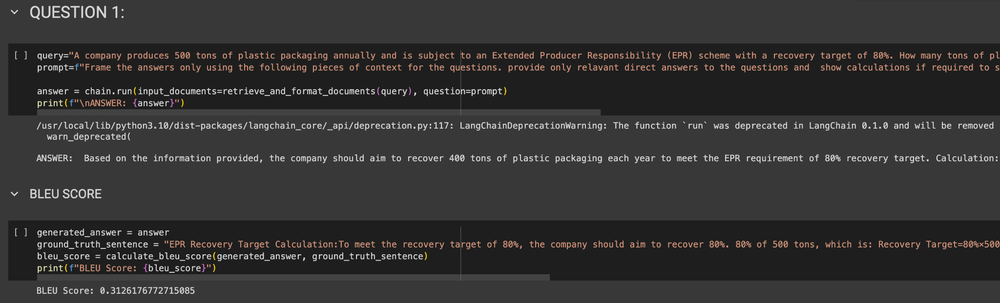 QUESTION 1:
[ ] query="A company produces 500 tons of plastic packaging annually and is subject to an Extended Producer Responsibility (EPR) scheme with a recovery target of 80%. How many tons of pl
prompt=f"Frame the answers only using the following pieces of context for the questions. provide only relavant direct answers to the questions and  show calculations if required to s
answer = chain.run(input_documents=retrieve_and_format_documents(query), question=prompt)
print(f"\nANSWER: {answer}")
/usr/local/lib/python3.10/dist-packages/langchain_core/_api/deprecation.py:117: LangChainDeprecationWarning: The function `run` was deprecated in LangChain 0.1.0 and will be removed
  warn_deprecated(
ANSWER:  Based on the information provided, the company should aim to recover 400 tons of plastic packaging each year to meet the EPR requirement of 80% recovery target. Calculation:
BLEU SCORE
[ ] generated_answer = answer
ground_truth_sentence = "EPR Recovery Target Calculation:To meet the recovery target of 80%, the company should aim to recover 80%. 80% of 500 tons, which is: Recovery Target=80%×500
bleu_score = calculate_bleu_score(generated_answer, ground_truth_sentence)
print(f"BLEU Score: {bleu_score}")
BLEU Score: 0.3126176772715085